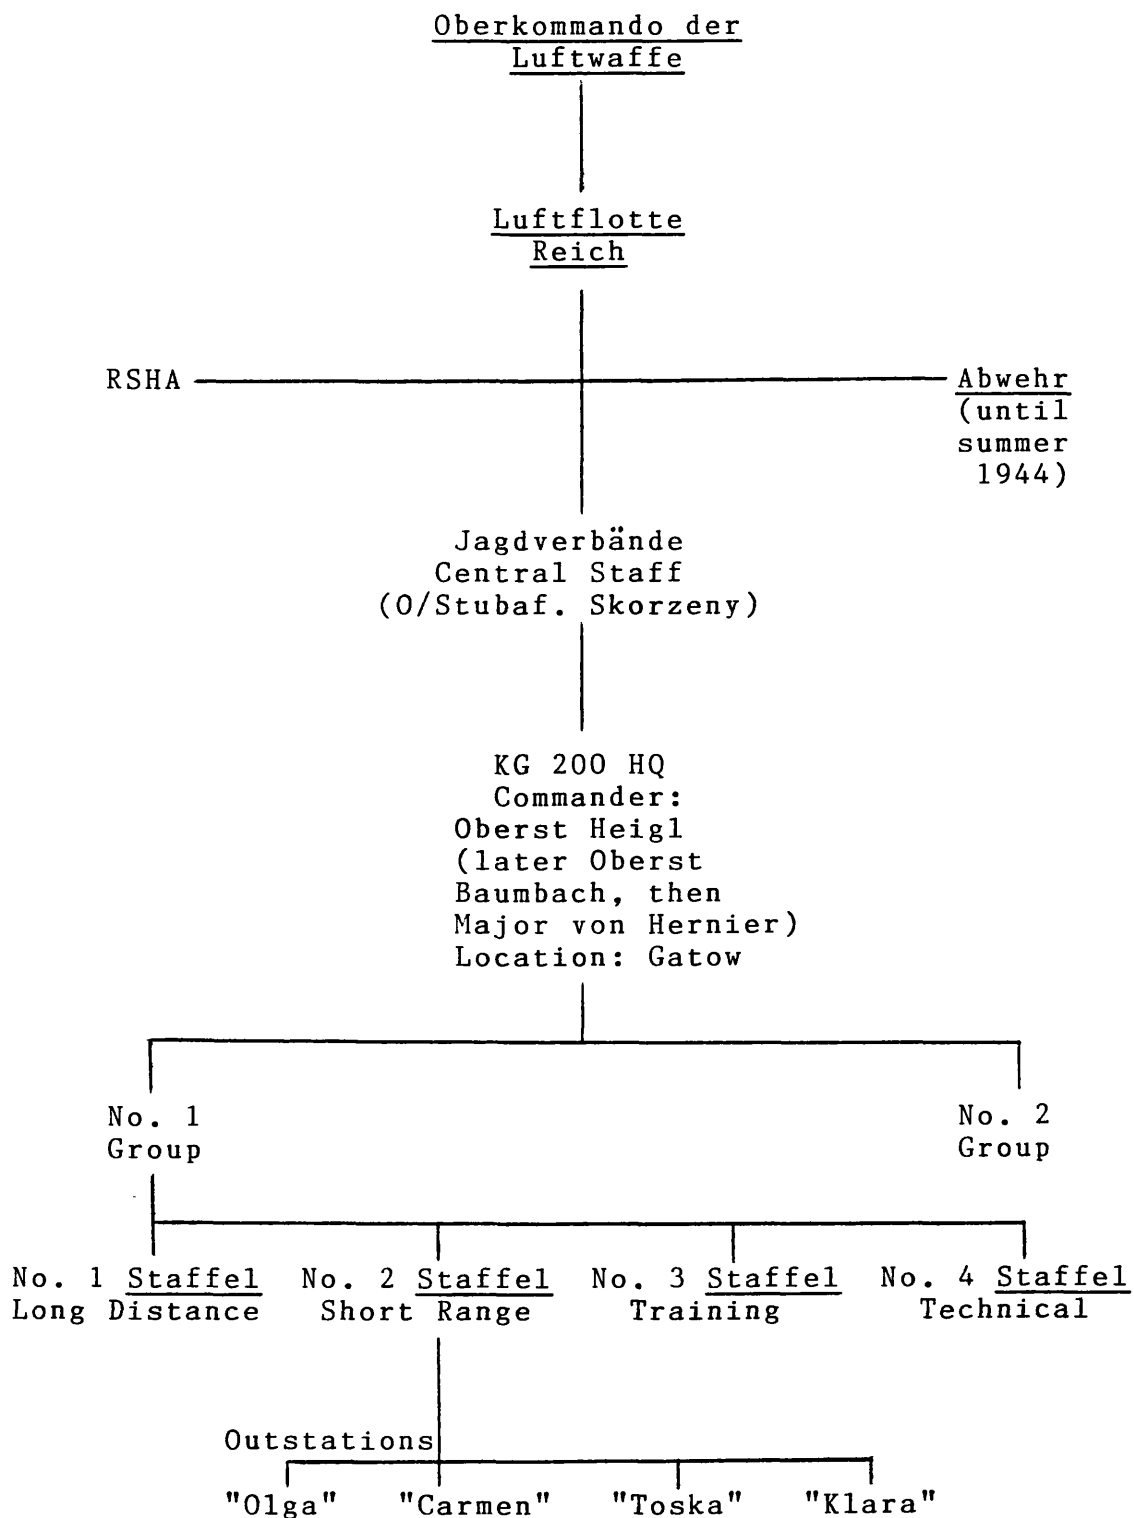 Oberkommando der
Luftwaffe
Luftflotte
Reich
RSHA
Abwehr
(until
summer
1944)
Jagdverbände
Central Staff
(O/Stubaf. Skorzeny)
KG 200 HQ
Commander:
Oberst Heigl
(later Oberst
Baumbach, then
Major von Hernier)
Location: Gatow
No. 1
Group
No. 2
Group
No. 1 Staffel
Long Distance
No. 2 Staffel
Short Range
No. 3 Staffel
Training
No. 4 Staffel
Technical
Outstations
"Olga" "Carmen" "Toska" "Klara"